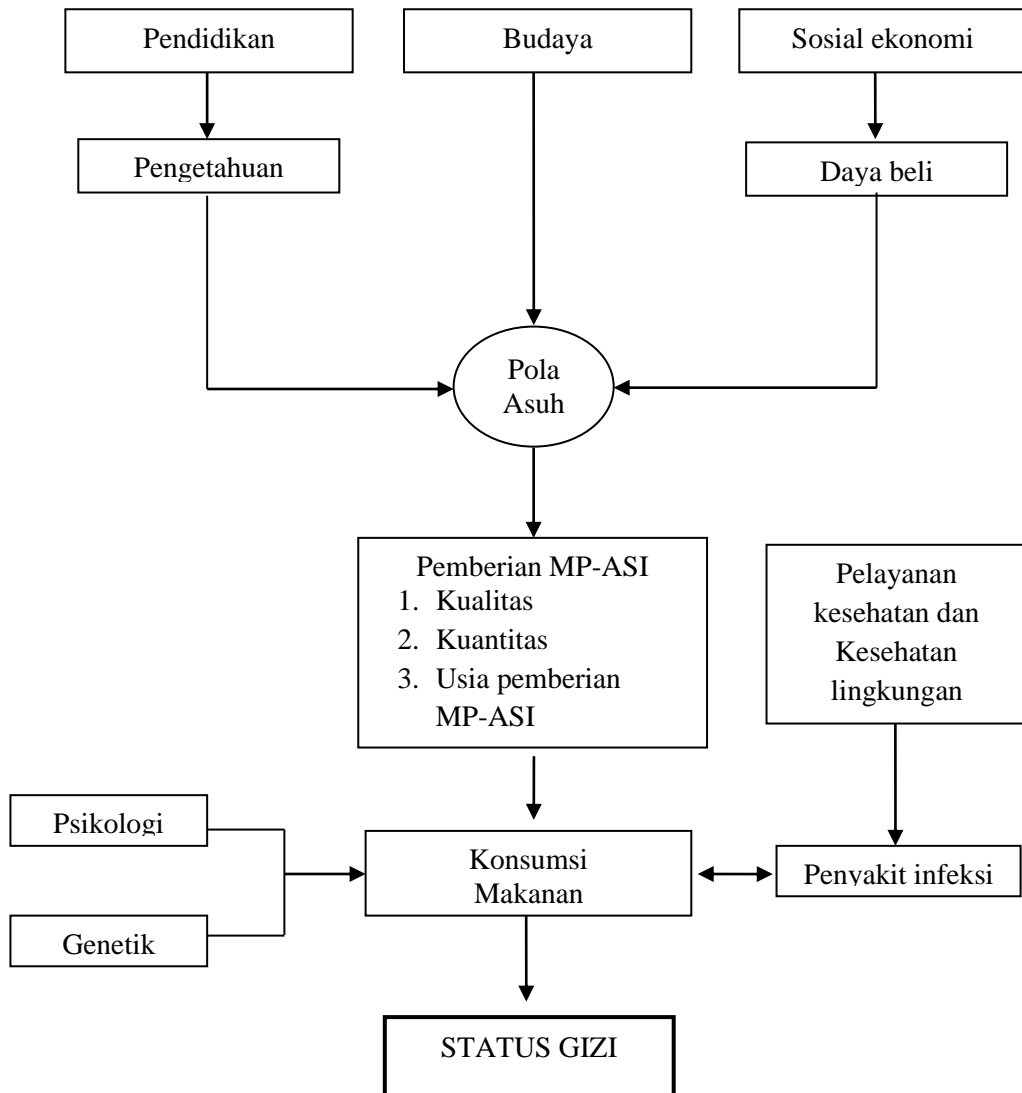 Pendidikan
Budaya
Sosial ekonomi
Pengetahuan
Daya beli
Pola
Asuh
Pemberian MP-ASI
1. Kualitas
2. Kuantitas
3. Usia pemberian
MP-ASI
Pelayanan
kesehatan dan
Kesehatan
lingkungan
Psikologi
Konsumsi
Makanan
Penyakit infeksi
Genetik
STATUS GIZI